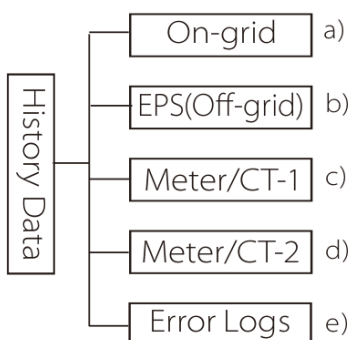 History Data
On-grid a)
EPS(Off-grid) b)
Meter/CT-1 c)
Meter/CT-2 d)
Error Logs e)